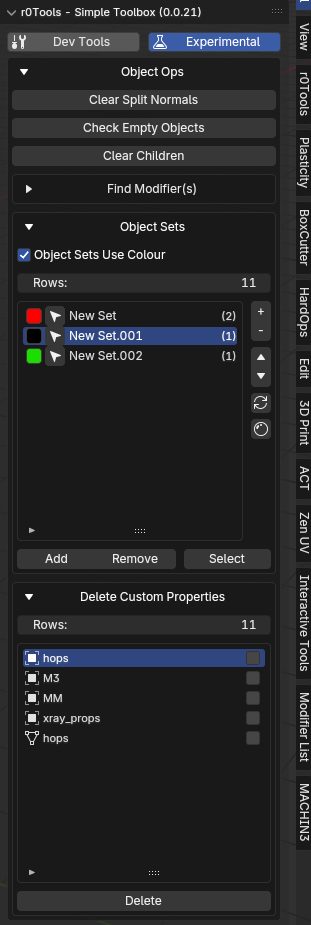 r0Tools - Simple Toolbox (0.0.21)
Dev Tools
Experimental
Object Ops
Clear Split Normals
Check Empty Objects
Clear Children
Find Modifier(s)
Object Sets
Object Sets Use Colour
Rows: 11
New Set (2)
New Set.001 (1)
New Set.002 (1)
+
-
Add Remove Select
Delete Custom Properties
Rows: 11
hops
M3
MM
xray_props
hops
Delete
View
r0Tools
Plasticity
BoxCutter
HardOps
Edit
3D Print
ACT
Zen UV
Interactive Tools
Modifier List
MACHIN3